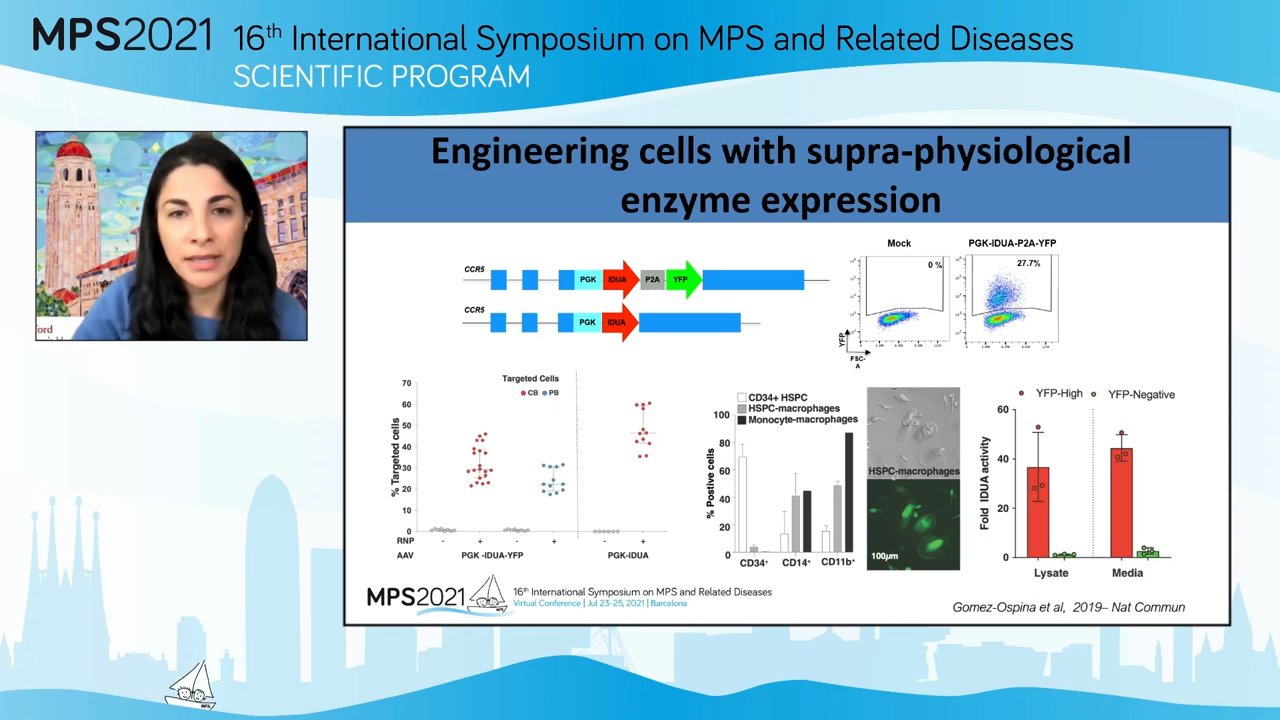 MPS2021 16th International Symposium on MPS and Related Diseases
SCIENTIFIC PROGRAM
ord
Engineering cells with supra-physiological
enzyme expression
CCR5
PGK IDUA P2A YFP
CCR5
PGK IDUA
Mock
0 %
PGK-IDUA-P2A-YFP
27.7%
YFP
FSC-
A
Targeted Cells
CB PB
% Targeted cells
70
60
50
40
30
20
10
0
RNP - + - + - +
AAV PGK -IDUA-YFP PGK-IDUA
CD34+ HSPC
HSPC-macrophages
Monocyte-macrophages
% Postive cells
100
80
60
40
20
0
CD34+ CD14+ CD11b+
HSPC-macrophages
100µm
YFP-High YFP-Negative
Fold IDUA activity
60
40
20
0
Lysate Media
MPS2021
MPS
16th International Symposium on MPS and Related Diseases
Virtual Conference | Jul 23-25, 2021 | Barcelona
Gomez-Ospina et al, 2019– Nat Commun
MPS